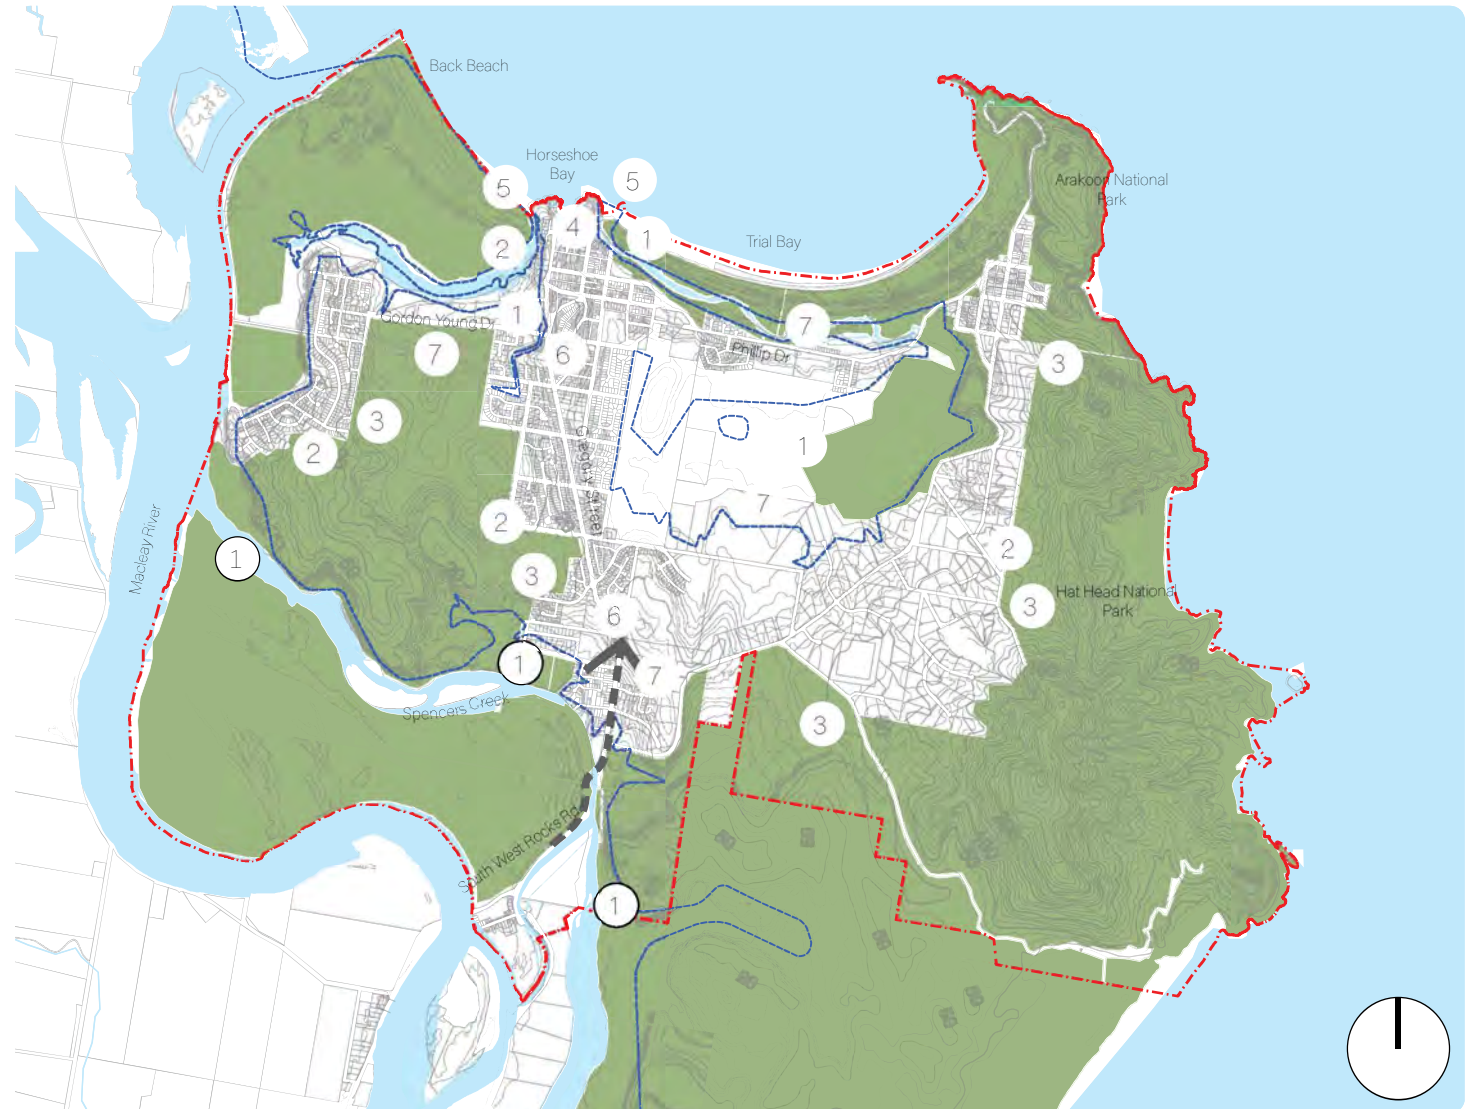 Back Beach
Horseshoe
Bay
Arakoon National
Park
5
5
4
1
2
Trial Bay
1
Gordon Young Dr
7
7
6
Phillip Dr
3
3
2
Gregory Street
1
2
7
Macleay River
1
2
3
3
Hat Head National
Park
6
1
7
Spencers Creek
3
South West Rocks Rd
1